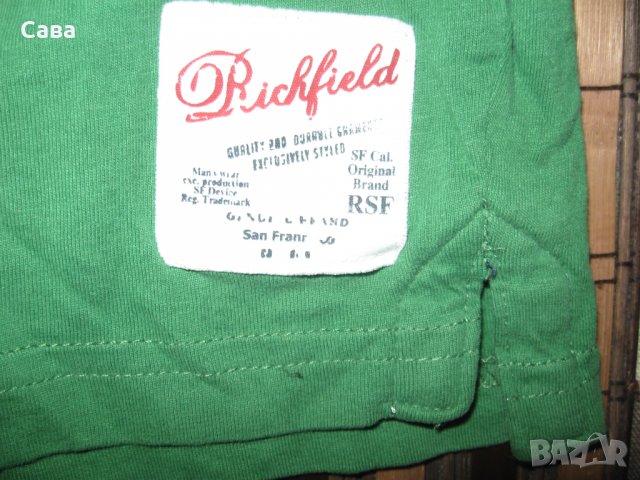 Сава
Richfield
QUALITY AND DURABLE GARMENTS
EXCLUSIVELY STYLED
Man's wear
exc. production
SF Device
Reg. Trademark
SF Cal.
Original
Brand
RSF
San Fran
BAZAR